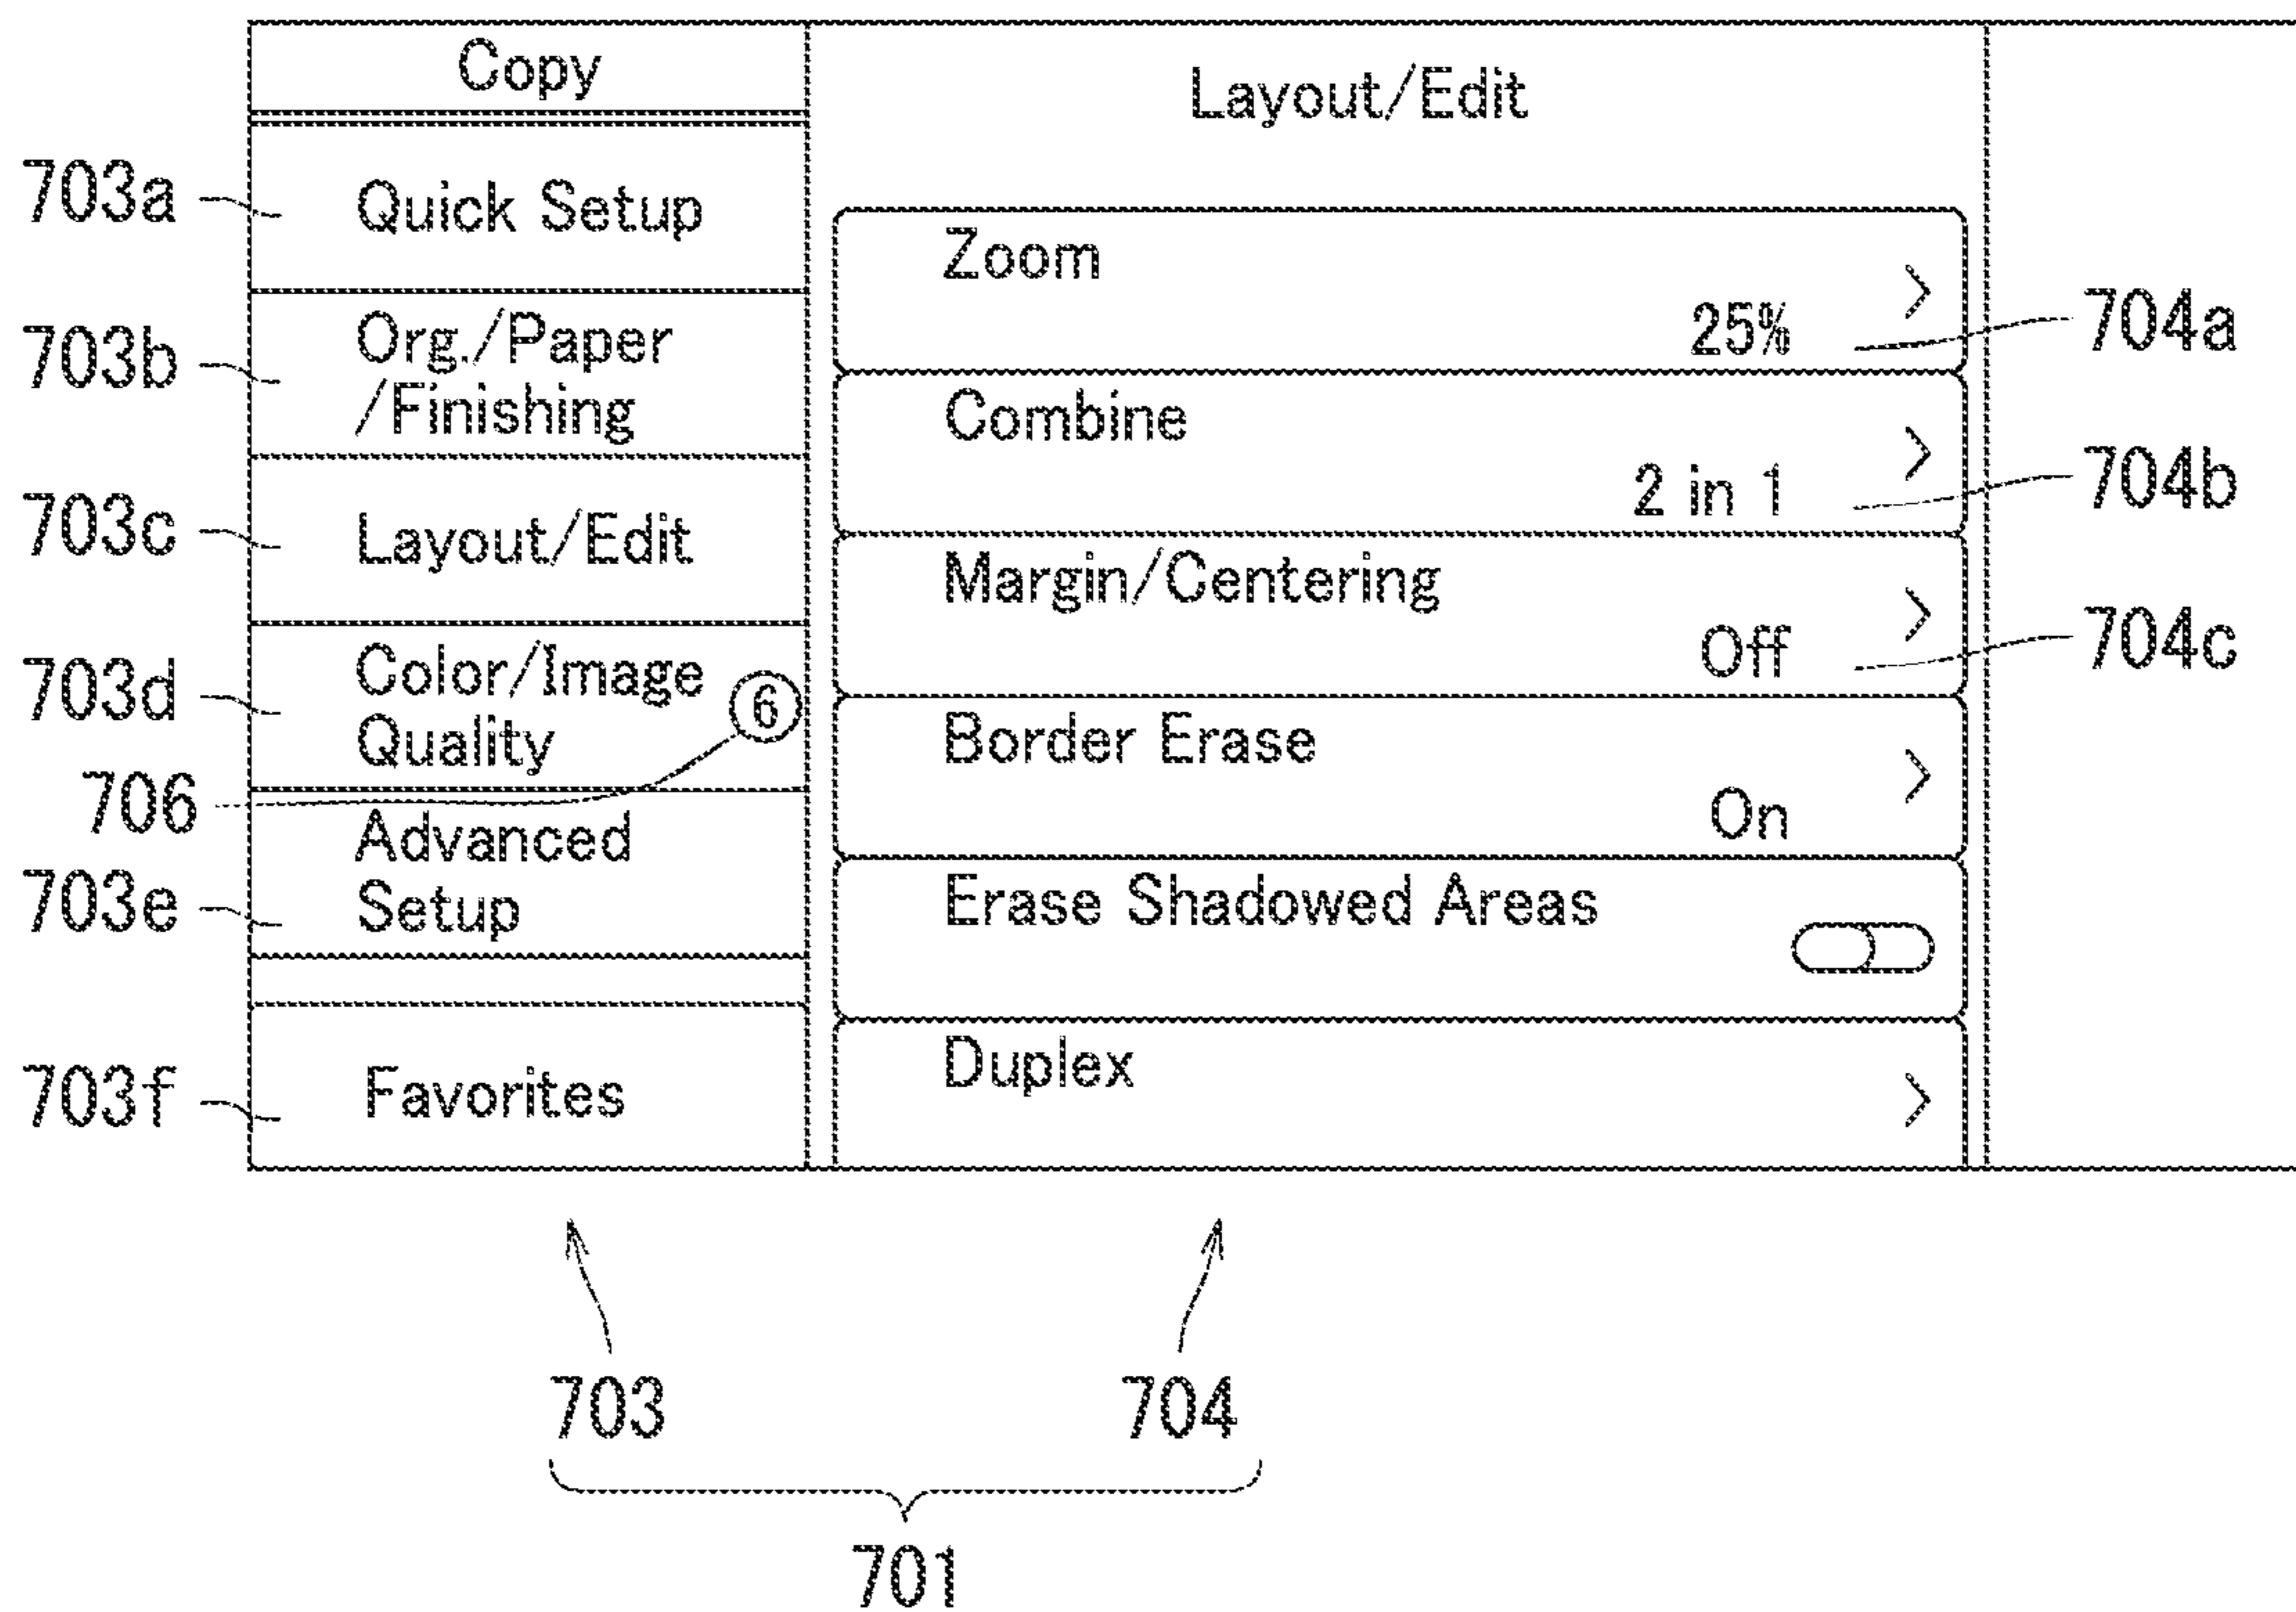 Copy
Layout/Edit
703a
Quick Setup
Zoom
25%
704a
703b
Org./Paper
/Finishing
Combine
2 in 1
704b
703c
Layout/Edit
Margin/Centering
Off
704c
703d
Color/Image
Quality
6
706
Border Erase
On
703e
Advanced
Setup
Erase Shadowed Areas
703f
Favorites
Duplex
703
704
701